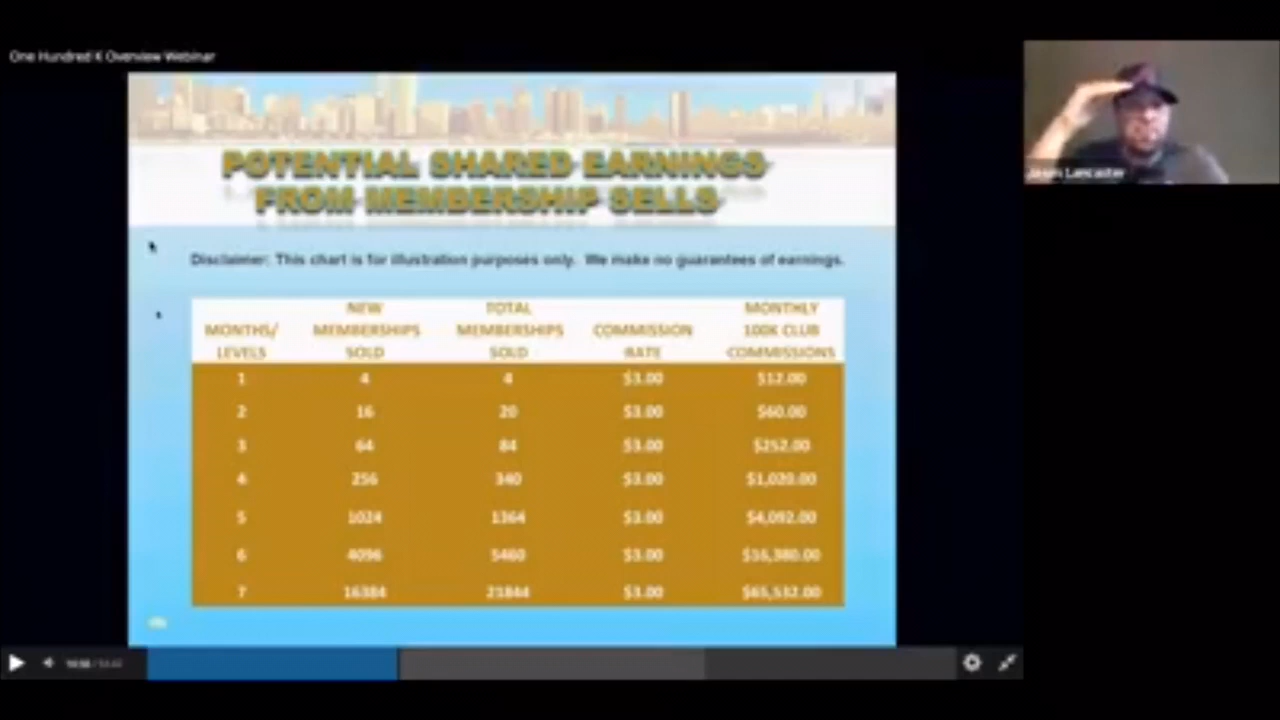 One Hundred K Overview Webinar
POTENTIAL SHARED EARNINGS
FROM MEMBERSHIP SELLS
Disclaimer: This chart is for illustration purposes only. We make no guarantees of earnings.
MONTHS/ LEVELS NEW MEMBERSHIPS SOLD TOTAL MEMBERSHIPS SOLD COMMISSION RATE MONTHLY 100K CLUB COMMISSIONS
1 4 4 $3.00 $12.00
2 16 20 $3.00 $60.00
3 64 84 $3.00 $252.00
4 256 340 $3.00 $1,020.00
5 1024 1364 $3.00 $4,092.00
6 4096 5460 $3.00 $16,380.00
7 16384 21844 $3.00 $65,532.00
Lancaster